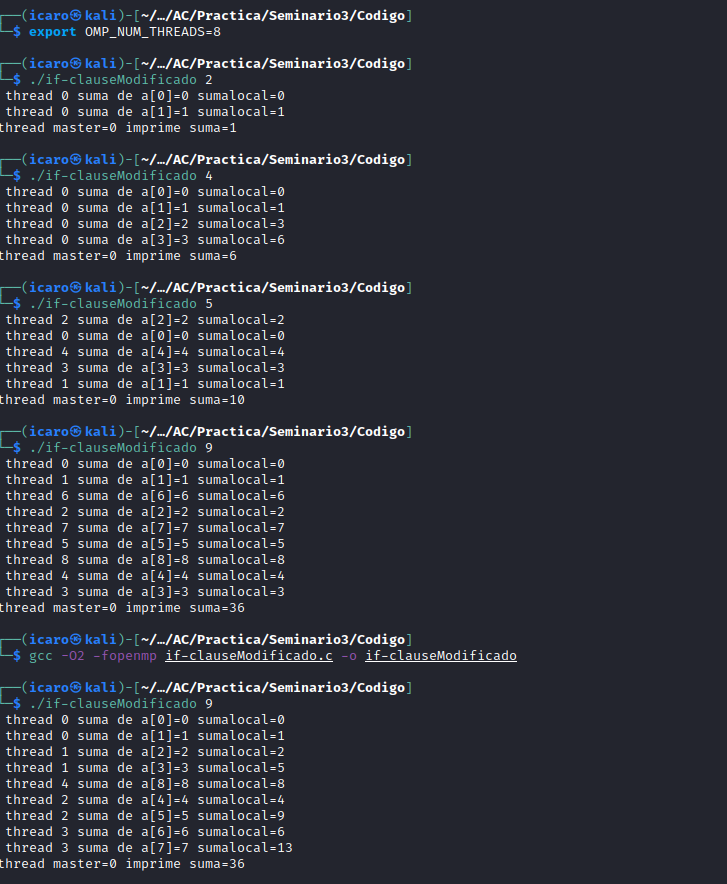 ┌──(icaro㉿kali)-[~/…/AC/Practica/Seminario3/Codigo]
└─$ export OMP_NUM_THREADS=8
┌──(icaro㉿kali)-[~/…/AC/Practica/Seminario3/Codigo]
└─$ ./if-clauseModificado 2
thread 0 suma de a[0]=0 sumalocal=0
thread 0 suma de a[1]=1 sumalocal=1
thread master=0 imprime suma=1
┌──(icaro㉿kali)-[~/…/AC/Practica/Seminario3/Codigo]
└─$ ./if-clauseModificado 4
thread 0 suma de a[0]=0 sumalocal=0
thread 0 suma de a[1]=1 sumalocal=1
thread 0 suma de a[2]=2 sumalocal=3
thread 0 suma de a[3]=3 sumalocal=6
thread master=0 imprime suma=6
┌──(icaro㉿kali)-[~/…/AC/Practica/Seminario3/Codigo]
└─$ ./if-clauseModificado 5
thread 2 suma de a[2]=2 sumalocal=2
thread 0 suma de a[0]=0 sumalocal=0
thread 4 suma de a[4]=4 sumalocal=4
thread 3 suma de a[3]=3 sumalocal=3
thread 1 suma de a[1]=1 sumalocal=1
thread master=0 imprime suma=10
┌──(icaro㉿kali)-[~/…/AC/Practica/Seminario3/Codigo]
└─$ ./if-clauseModificado 9
thread 0 suma de a[0]=0 sumalocal=0
thread 1 suma de a[1]=1 sumalocal=1
thread 6 suma de a[6]=6 sumalocal=6
thread 2 suma de a[2]=2 sumalocal=2
thread 7 suma de a[7]=7 sumalocal=7
thread 5 suma de a[5]=5 sumalocal=5
thread 8 suma de a[8]=8 sumalocal=8
thread 4 suma de a[4]=4 sumalocal=4
thread 3 suma de a[3]=3 sumalocal=3
thread master=0 imprime suma=36
┌──(icaro㉿kali)-[~/…/AC/Practica/Seminario3/Codigo]
└─$ gcc -O2 -fopenmp if-clauseModificado.c -o if-clauseModificado
┌──(icaro㉿kali)-[~/…/AC/Practica/Seminario3/Codigo]
└─$ ./if-clauseModificado 9
thread 0 suma de a[0]=0 sumalocal=0
thread 0 suma de a[1]=1 sumalocal=1
thread 1 suma de a[2]=2 sumalocal=2
thread 1 suma de a[3]=3 sumalocal=5
thread 4 suma de a[8]=8 sumalocal=8
thread 2 suma de a[4]=4 sumalocal=4
thread 2 suma de a[5]=5 sumalocal=9
thread 3 suma de a[6]=6 sumalocal=6
thread 3 suma de a[7]=7 sumalocal=13
thread master=0 imprime suma=36